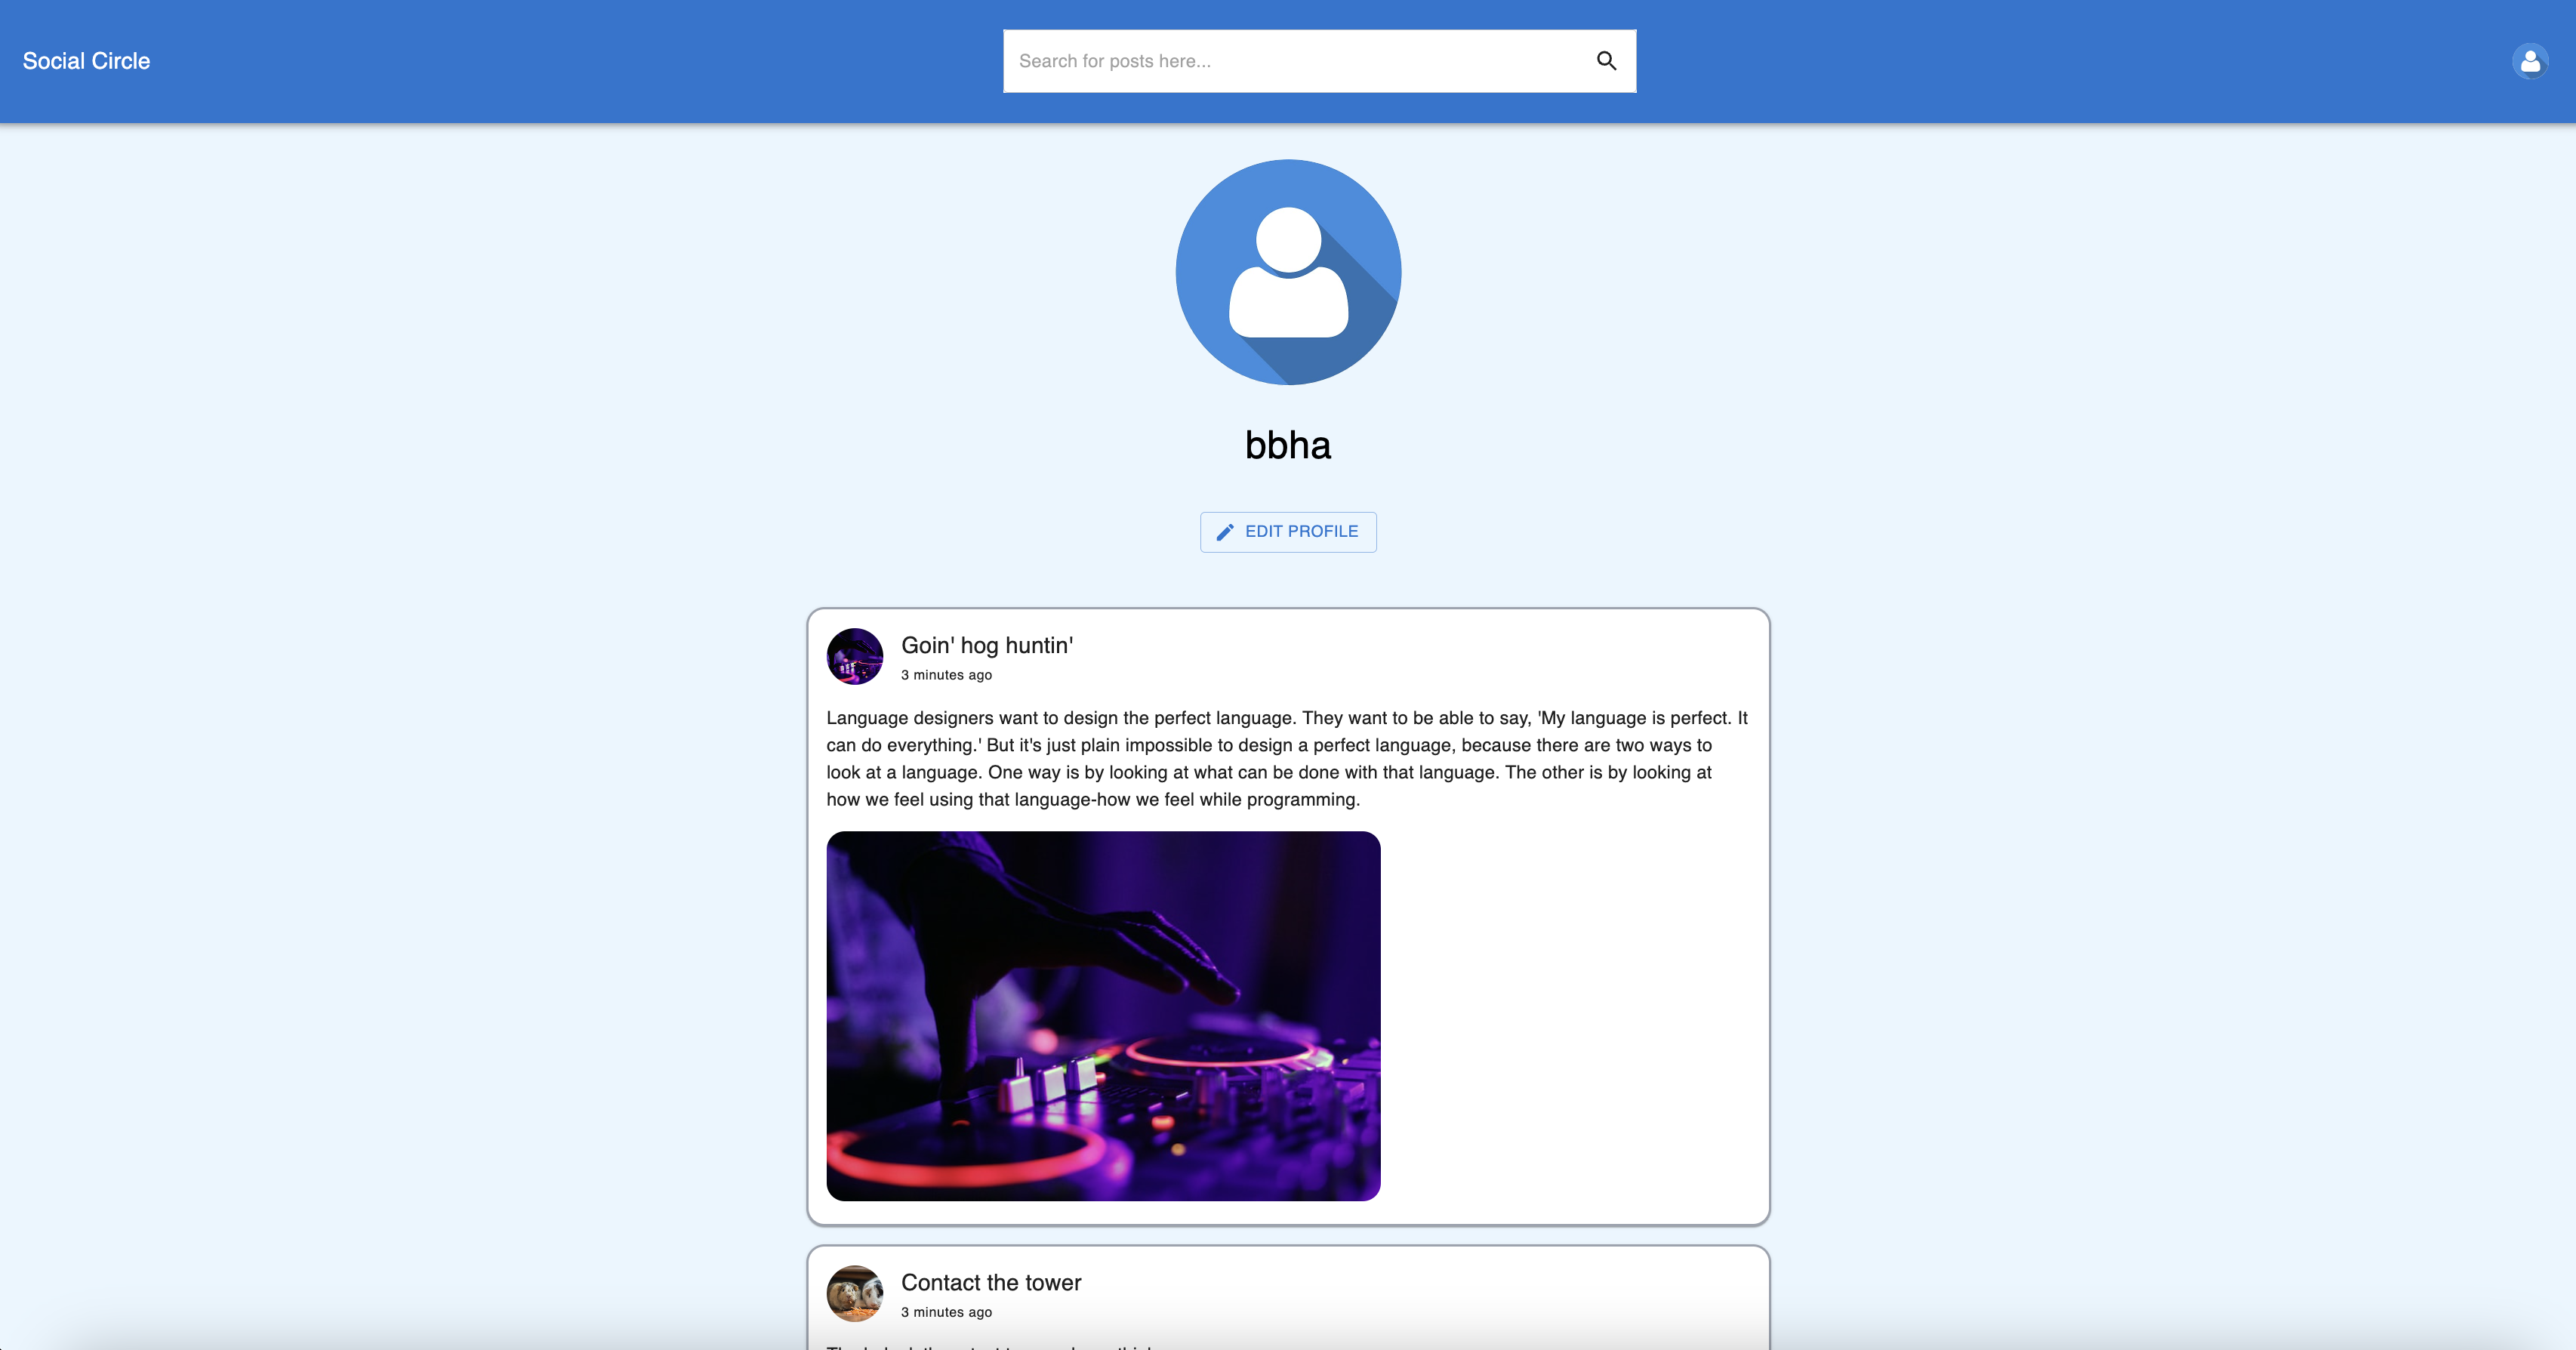 Social Circle
Search for posts here...
bbha
EDIT PROFILE
Goin' hog huntin'
3 minutes ago
Language designers want to design the perfect language. They want to be able to say, 'My language is perfect. It
can do everything.' But it's just plain impossible to design a perfect language, because there are two ways to
look at a language. One way is by looking at what can be done with that language. The other is by looking at
how we feel using that language-how we feel while programming.
Contact the tower
3 minutes ago